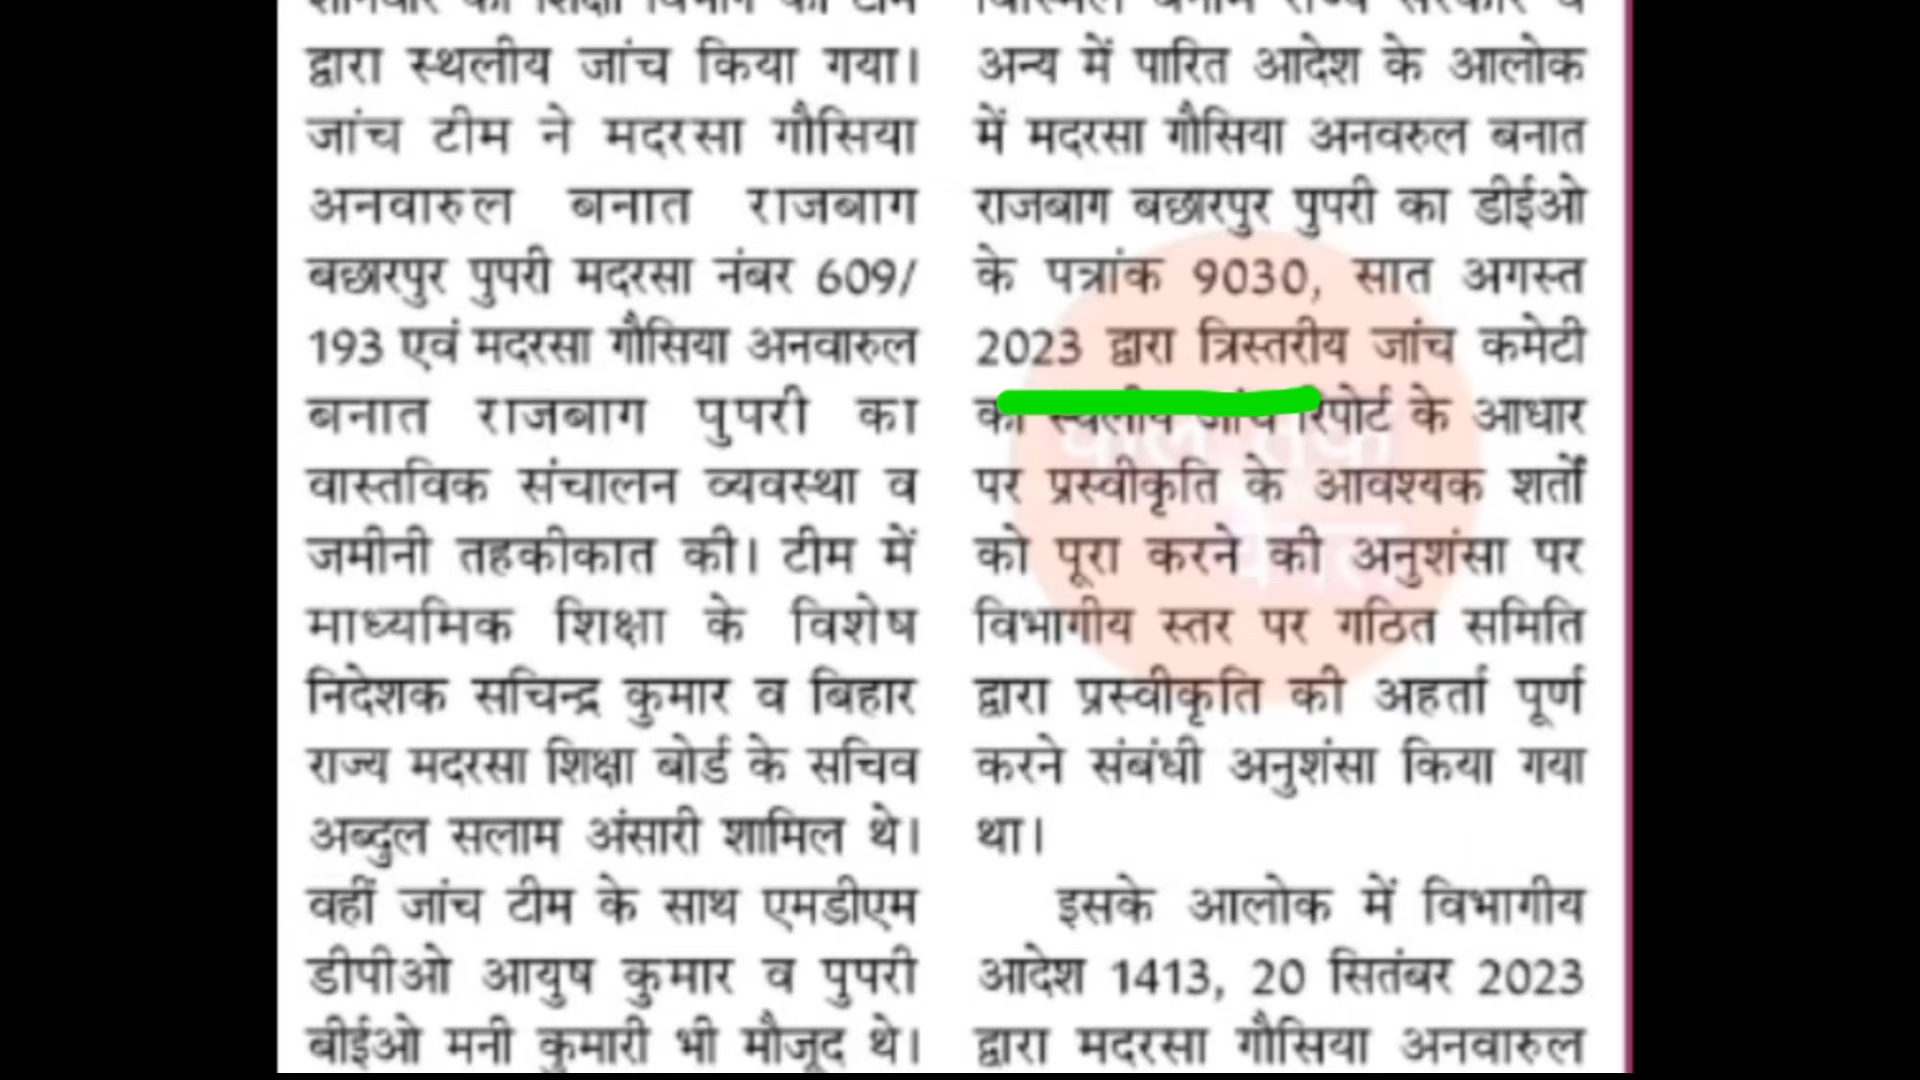 शनिवार को शिक्षा विभाग की टीम
द्वारा स्थलीय जांच किया गया।
जांच टीम ने मदरसा गौसिया
अनवारुल बनात राजबाग
बछारपुर पुपरी मदरसा नंबर 609/
193 एवं मदरसा गौसिया अनवारुल
बनात राजबाग पुपरी का
वास्तविक संचालन व्यवस्था व
जमीनी तहकीकात की। टीम में
माध्यमिक शिक्षा के विशेष
निदेशक सचिन्द्र कुमार व बिहार
राज्य मदरसा शिक्षा बोर्ड के सचिव
अब्दुल सलाम अंसारी शामिल थे।
वहीं जांच टीम के साथ एमडीएम
डीपीओ आयुष कुमार व पुपरी
बीईओ मनी कुमारी भी मौजूद थे।
बनाम राज्य सरकार व
अन्य में पारित आदेश के आलोक
में मदरसा गौसिया अनवरुल बनात
राजबाग बछारपुर पुपरी का डीईओ
के पत्रांक 9030, सात अगस्त
2023 द्वारा त्रिस्तरीय जांच कमेटी
स्थलीय जांच रिपोर्ट के आधार
पर प्रस्वीकृति के आवश्यक शर्तों
को पूरा करने की अनुशंसा पर
विभागीय स्तर पर गठित समिति
द्वारा प्रस्वीकृति की अहर्ता पूर्ण
करने संबंधी अनुशंसा किया गया
था।
इसके आलोक में विभागीय
आदेश 1413, 20 सितंबर 2023
द्वारा मदरसा गौसिया अनवारुल